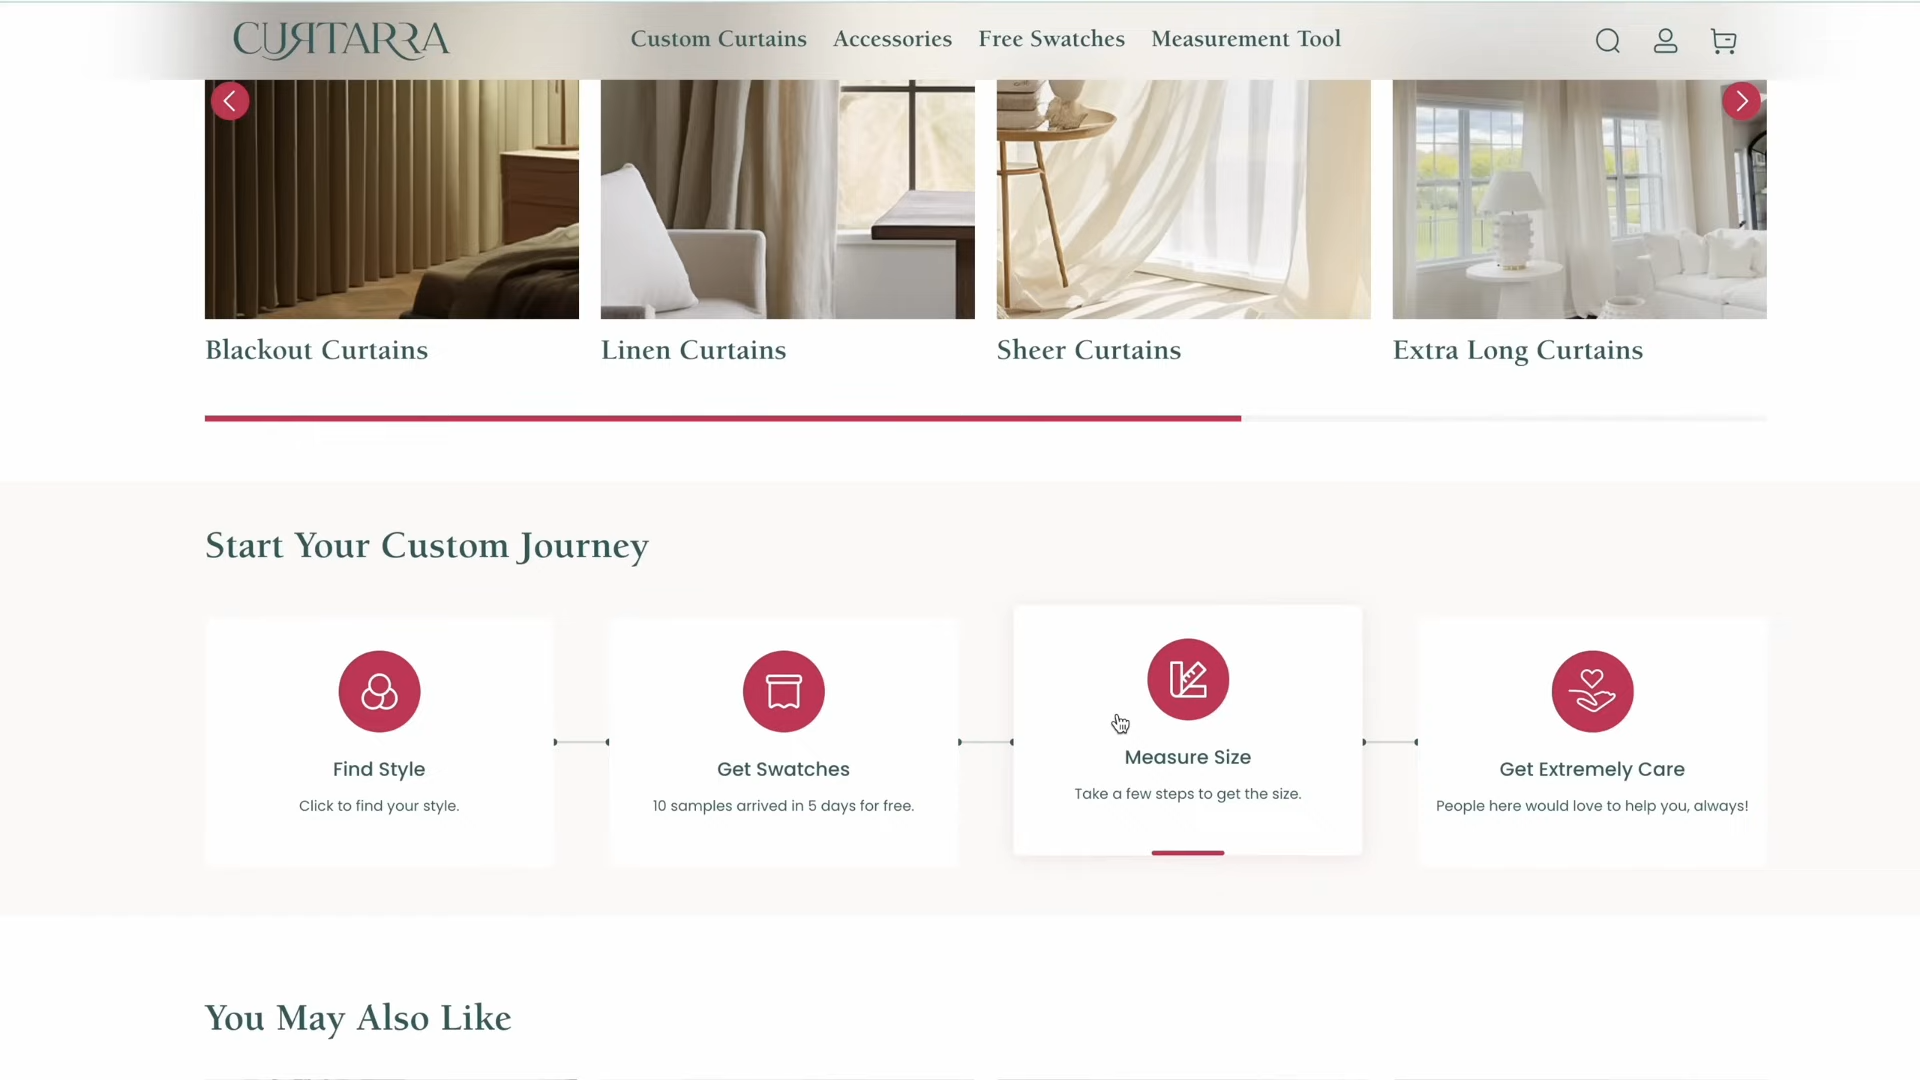 CURTARRA
Custom Curtains
Accessories
Free Swatches
Measurement Tool
Blackout Curtains
Linen Curtains
Sheer Curtains
Extra Long Curtains
Start Your Custom Journey
Find Style
Click to find your style.
Get Swatches
10 samples arrived in 5 days for free.
Measure Size
Take a few steps to get the size.
Get Extremely Care
People here would love to help you, always!
You May Also Like